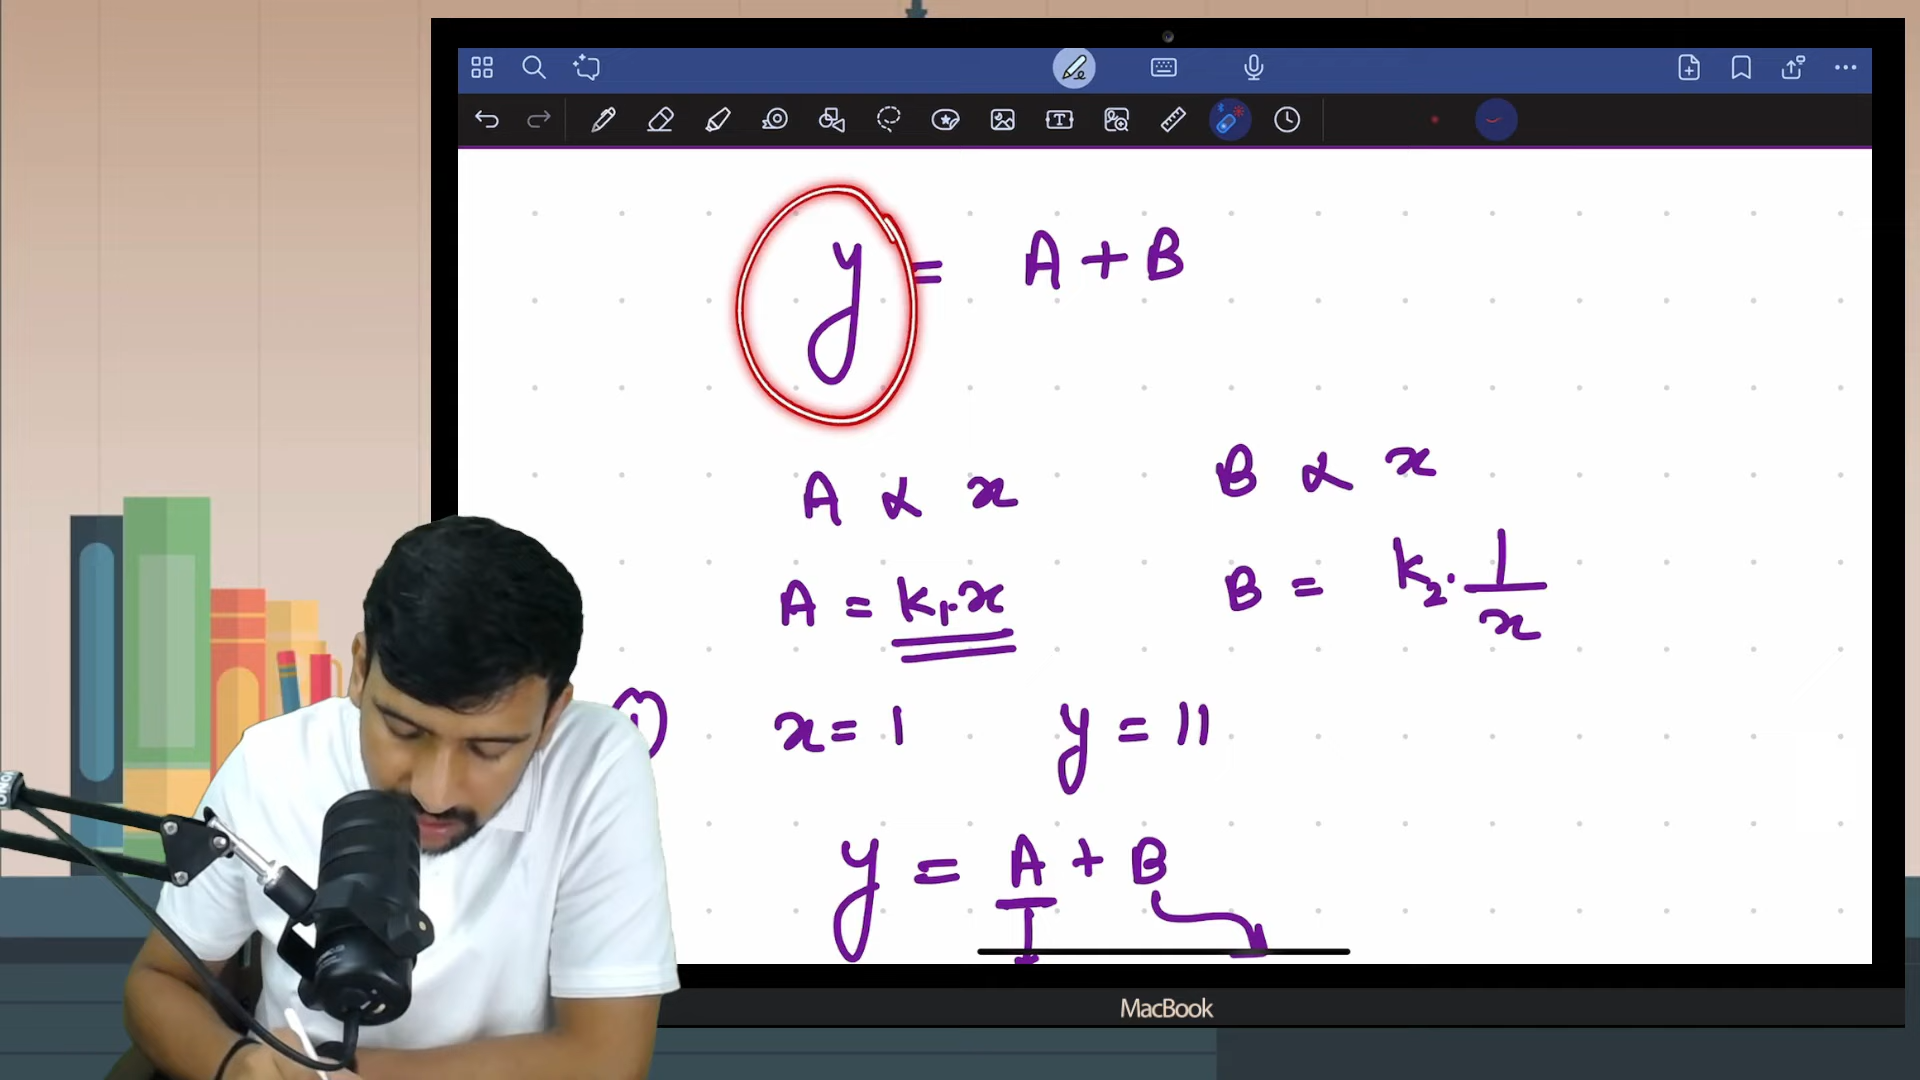 y = A + B
A ∝ x B ∝ x
A = k₁.x B = k₂. 1/x
x = 1 y = 11
y = A + B
MacBook